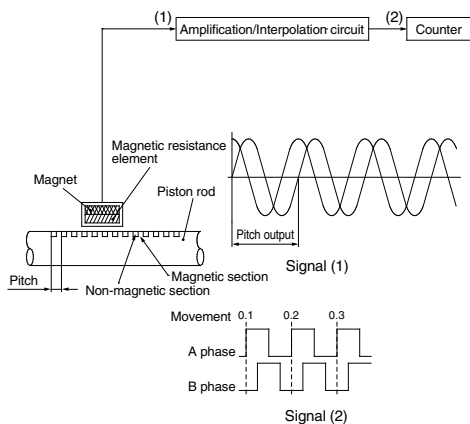 (1)
Amplification/Interpolation circuit
(2)
Counter
Magnetic resistance
element
Magnet
Piston rod
Pitch output
Signal (1)
Magnetic section
Non-magnetic section
Pitch
Movement 0.1 0.2 0.3
A phase
B phase
Signal (2)